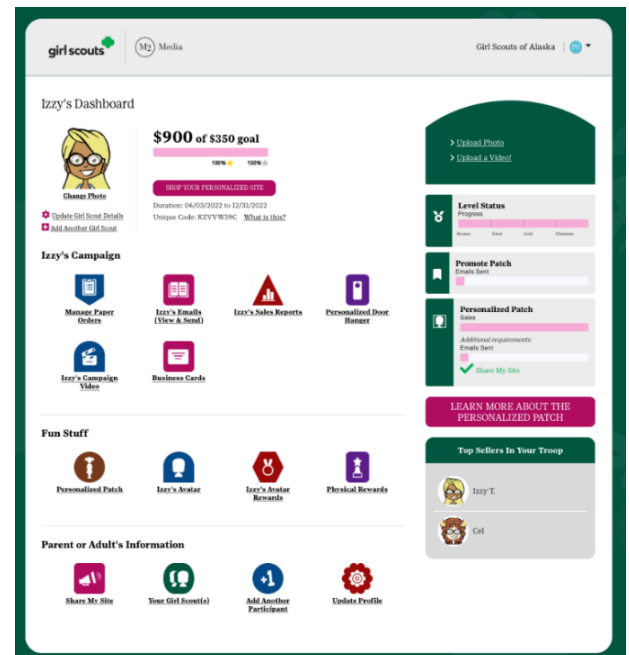 girl scouts
M2 Media
Girl Scouts of Alaska
Izzy's Dashboard
$900 of $350 goal
100% 150%
SHOP YOUR PERSONALIZED SITE
Duration: 06/03/2022 to 12/31/2022
Unique Code: KZVVW39C What is this?
Change Photo
Update Girl Scout Details
Add Another Girl Scout
Izzy's Campaign
Manage Paper
Orders
Izzy's Emails
(View & Send)
Izzy's Sales Reports
Personalized Door
Hanger
Izzy's Campaign
Video
Business Cards
Fun Stuff
Personalized Patch
Izzy's Avatar
Izzy's Avatar
Rewards
Physical Rewards
Parent or Adult's Information
Share My Site
Your Girl Scout(s)
+1
Add Another
Participant
Update Profile
> Upload Photo
> Upload a Video!
Level Status
Progress
Bronze Silver Gold Platinum
Promote Patch
Emails Sent
Personalized Patch
Sales
Additional requirements:
Emails Sent
Share My Site
LEARN MORE ABOUT THE
PERSONALIZED PATCH
Top Sellers In Your Troop
Izzy T.
Cel